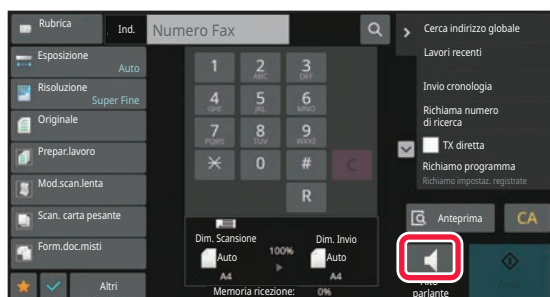 Rubrica
Ind.
Numero Fax
Esposizione
Auto
Risoluzione
Super Fine
Originale
Prepar.lavoro
Mod.scan.lenta
Scan. carta pesante
Form.doc.misti
Altri
1
2
ABC
3
DEF
4
GHI
5
JKL
6
MNO
7
PQRS
8
TUV
9
WXYZ
0
#
C
R
Dim. Scansione
100%
Dim. Invio
Auto
Auto
A4
A4
Memoria ricezione: 0%
Cerca indirizzo globale
Lavori recenti
Invio cronologia
Richiama numero
di ricerca
TX diretta
Richiamo programma
Richiamo impostaz. registrate
Anteprima
CA
parlante